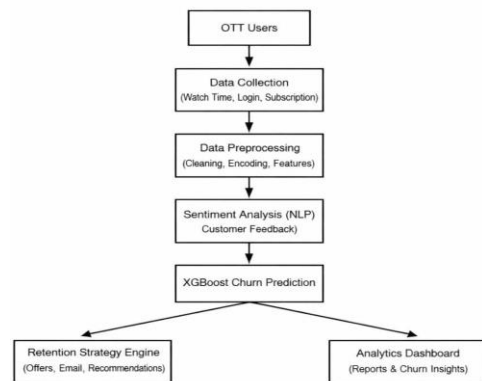 OTT Users
Data Collection
(Watch Time, Login, Subscription)
Data Preprocessing
(Cleaning, Encoding, Features)
Sentiment Analysis (NLP)
Customer Feedback)
XGBoost Churn Prediction
Retention Strategy Engine
(Offers, Email, Recommendations)
Analytics Dashboard
(Reports & Churn Insights)